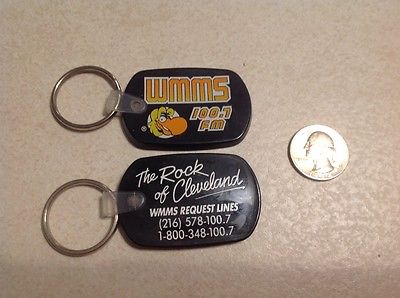 WMMS
100.7
FM
®
The Rock
of Cleveland
WMMS REQUEST LINES
(216) 578-100.7
1-800-348-100.7